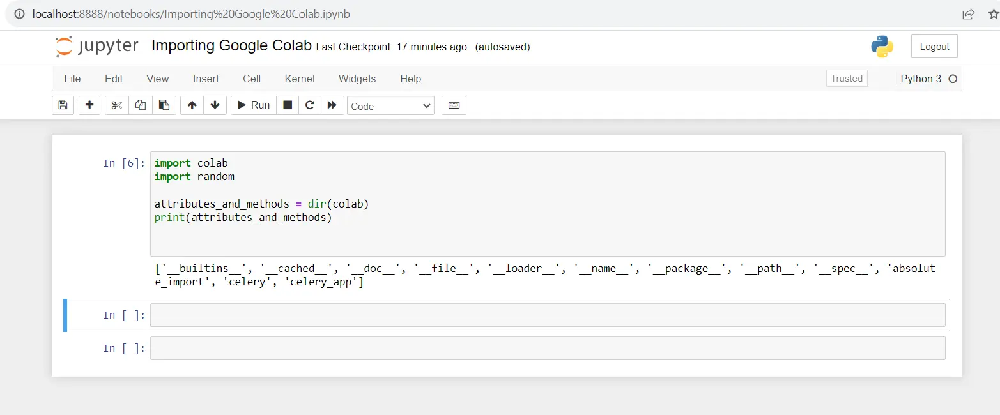 localhost:8888/notebooks/Importing%20Google%20Colab.ipynb
jupyter Importing Google Colab Last Checkpoint: 17 minutes ago (autosaved) Logout
File Edit View Insert Cell Kernel Widgets Help Trusted Python 3
Run Code
In [6]: import colab
import random
attributes_and_methods = dir(colab)
print(attributes_and_methods)
['__builtins__', '__cached__', '__doc__', '__file__', '__loader__', '__name__', '__package__', '__path__', '__spec__', 'absolut
e_import', 'celery', 'celery_app']
In [ ]:
In [ ]: